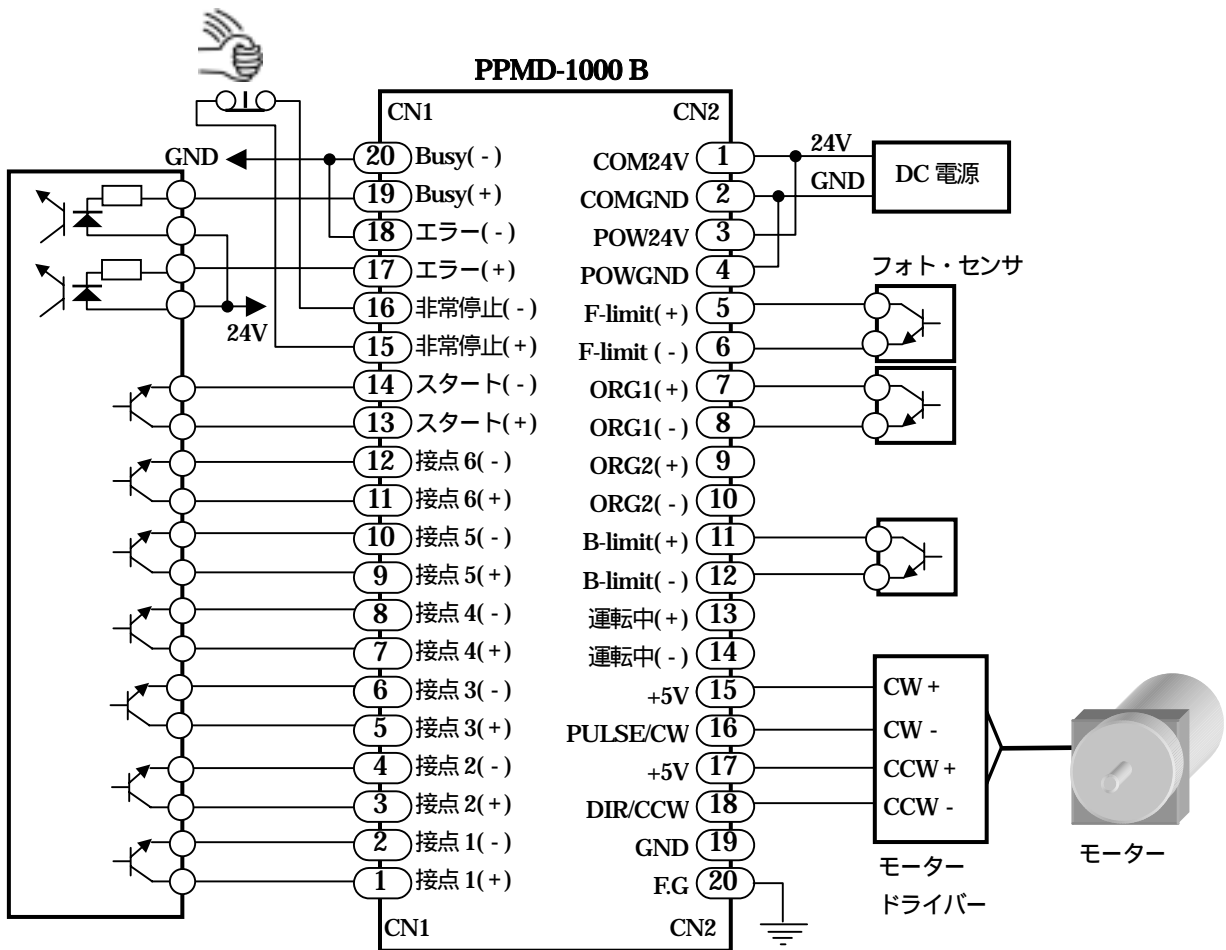 PPMD-1000 B
CN1
CN2
GND
20 Busy( - )
19 Busy( + )
18 エラー( - )
17 エラー( + )
24V
16 非常停止( - )
15 非常停止( + )
14 スタート( - )
13 スタート( + )
12 接点 6( - )
11 接点 6( + )
10 接点 5( - )
9 接点 5( + )
8 接点 4( - )
7 接点 4( + )
6 接点 3( - )
5 接点 3( + )
4 接点 2( - )
3 接点 2( + )
2 接点 1( - )
1 接点 1( + )
CN1
COM24V 1
COMGND 2
POW24V 3
POWGND 4
F-limit( + ) 5
F-limit ( - ) 6
ORG1( + ) 7
ORG1( - ) 8
ORG2( + ) 9
ORG2( - ) 10
B-limit( + ) 11
B-limit( - ) 12
運転中( + ) 13
運転中( - ) 14
+5V 15
PULSE/CW 16
+5V 17
DIR/CCW 18
GND 19
F.G 20
CN2
24V
GND
DC 電源
フォト・センサ
CW +
CW -
CCW +
CCW -
モーター
ドライバー
モーター